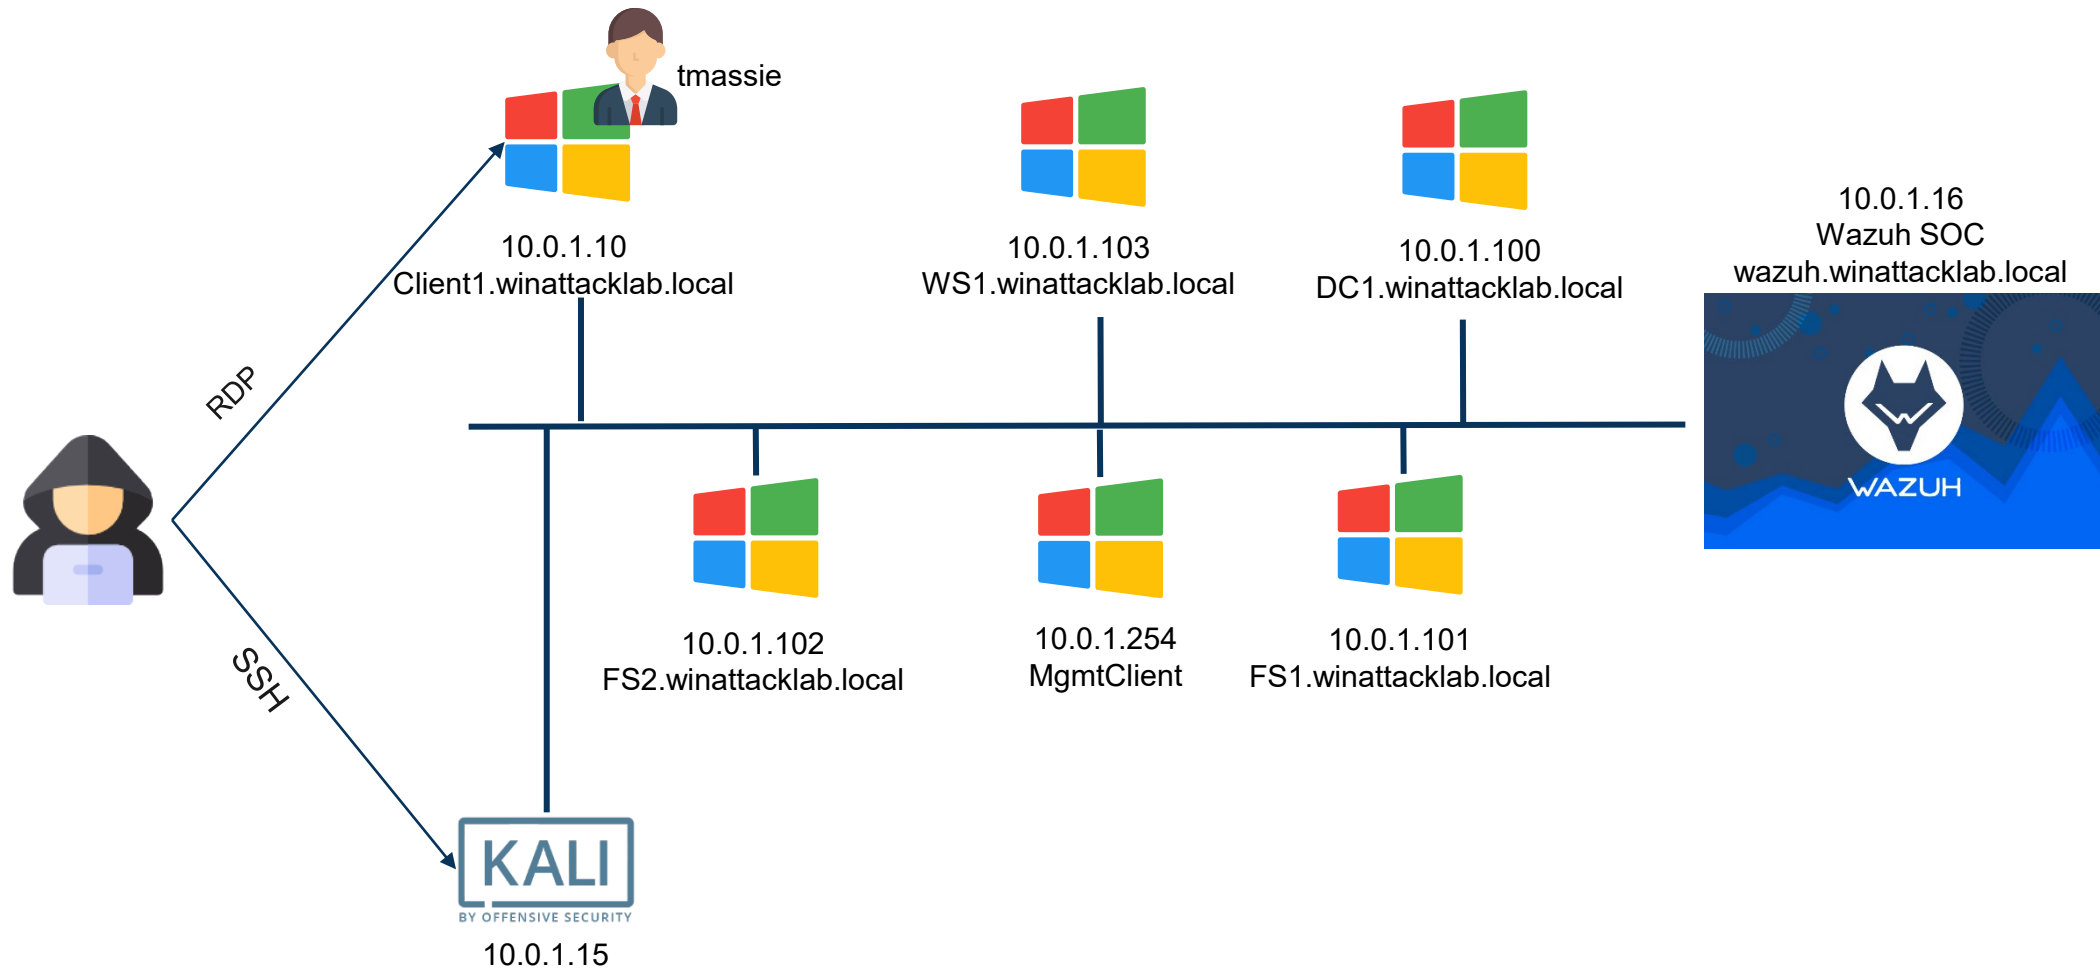 tmassie
10.0.1.10
Client1.winattacklab.local
10.0.1.103
WS1.winattacklab.local
10.0.1.100
DC1.winattacklab.local
10.0.1.16
Wazuh SOC
wazuh.winattacklab.local
WAZUH
RDP
SSH
10.0.1.102
FS2.winattacklab.local
10.0.1.254
MgmtClient
10.0.1.101
FS1.winattacklab.local
KALI
BY OFFENSIVE SECURITY
10.0.1.15